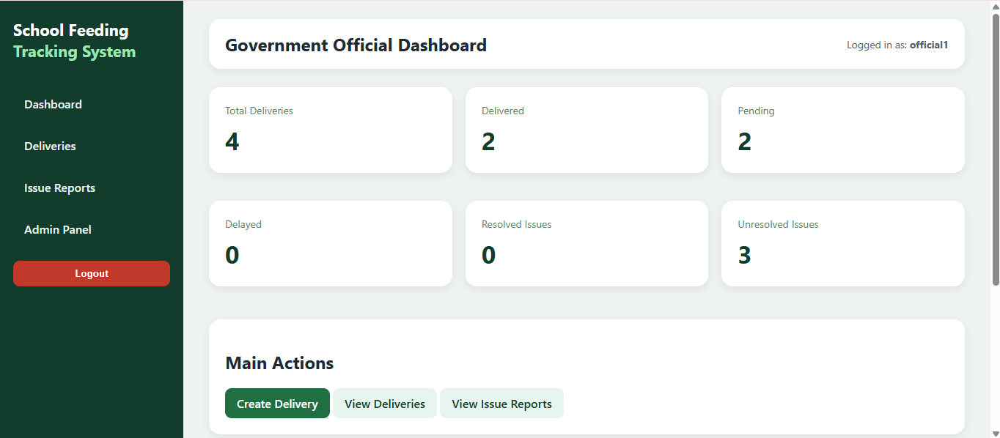 School Feeding
Tracking System
Dashboard
Deliveries
Issue Reports
Admin Panel
Logout
Government Official Dashboard
Logged in as: official1
Total Deliveries
4
Delivered
2
Pending
2
Delayed
0
Resolved Issues
0
Unresolved Issues
3
Main Actions
Create Delivery
View Deliveries
View Issue Reports